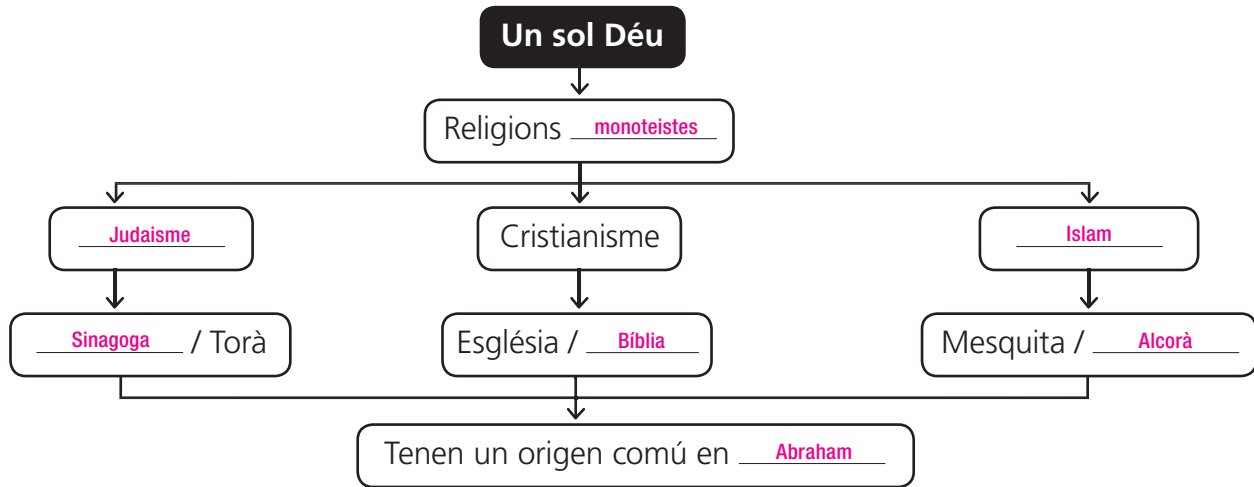 Un sol Déu
Religions monoteistes
Judaisme
Cristianisme
Islam
Sinagoga / Torà
Església / Bíblia
Mesquita / Alcorà
Tenen un origen comú en Abraham